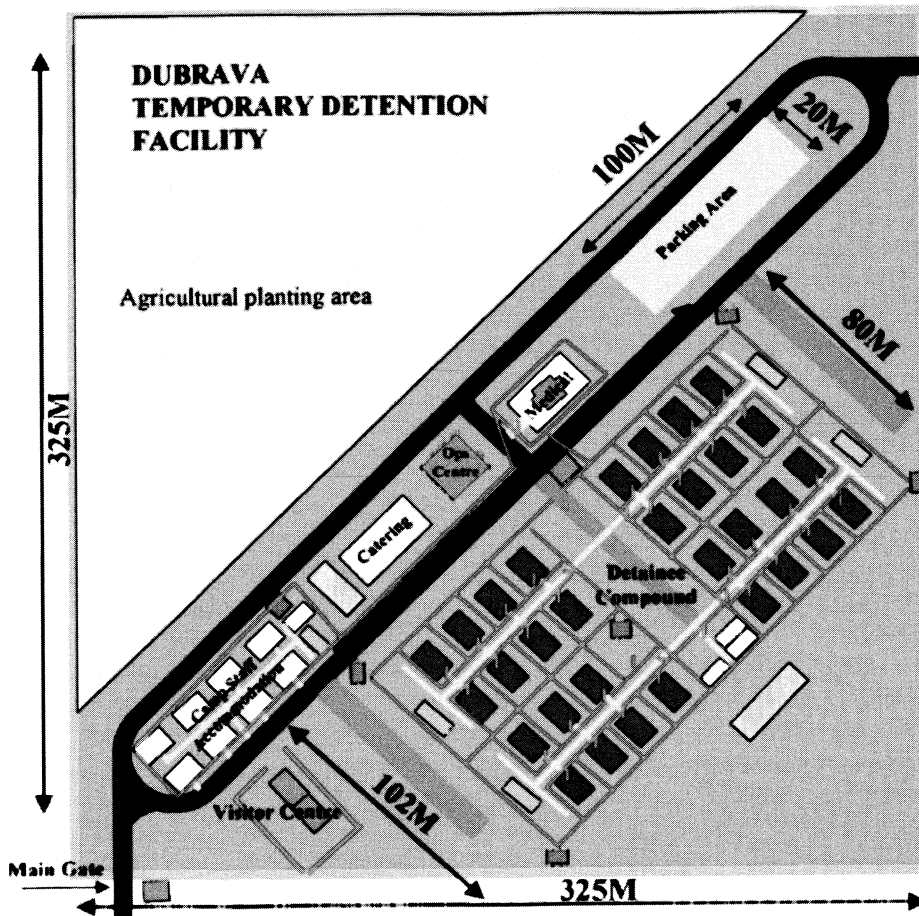 DUBRAVA
TEMPORARY DETENTION
FACILITY
20M
100M
Parking Area
Agricultural planting area
80M
325M
Medical
Ops
Centre
Catering
Detainee
Compound
Camp Staff
Accommodation
102M
Visitor Centre
Main Gate
325M